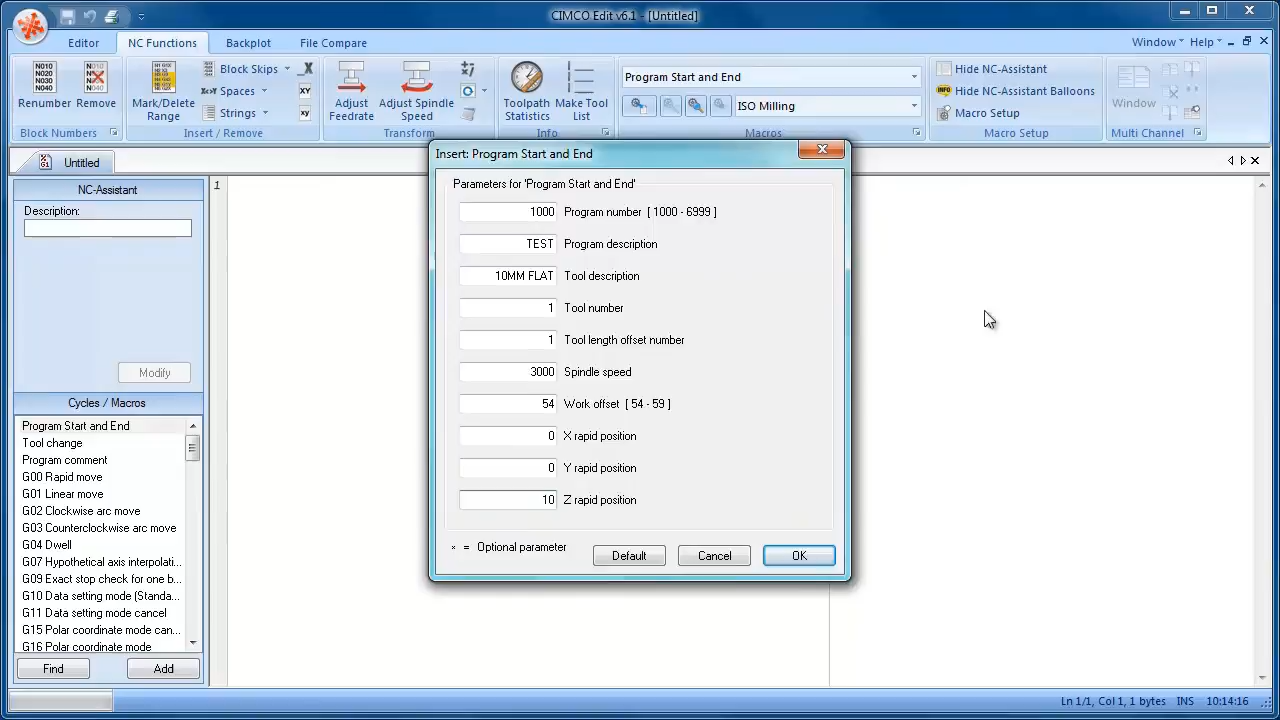 CIMCO Edit v6.1 - [Untitled]
Editor NC Functions Backplot File Compare Window Help
Renumber Remove
Block Numbers
Mark/Delete Range
Block Skips
Spaces
Strings
Insert / Remove
Adjust Feedrate
Adjust Spindle Speed
Transform
Toolpath Statistics
Make Tool List
Info
Program Start and End
ISO Milling
Macros
Hide NC-Assistant
Hide NC-Assistant Balloons
Macro Setup
Macro Setup
Window
Multi Channel
Untitled
NC-Assistant
Description:
Modify
Cycles / Macros
Program Start and End
Tool change
Program comment
G00 Rapid move
G01 Linear move
G02 Clockwise arc move
G03 Counterclockwise arc move
G04 Dwell
G07 Hypothetical axis interpolati...
G09 Exact stop check for one b...
G10 Data setting mode (Standa...
G11 Data setting mode cancel
G15 Polar coordinate mode can...
G16 Polar coordinate mode
Find Add
1
Insert: Program Start and End
Parameters for 'Program Start and End'
1000 Program number [ 1000 - 6999 ]
TEST Program description
10MM FLAT Tool description
1 Tool number
1 Tool length offset number
3000 Spindle speed
54 Work offset [ 54 - 59 ]
0 X rapid position
0 Y rapid position
10 Z rapid position
* = Optional parameter
Default Cancel OK
Ln 1/1, Col 1, 1 bytes INS 10:14:16